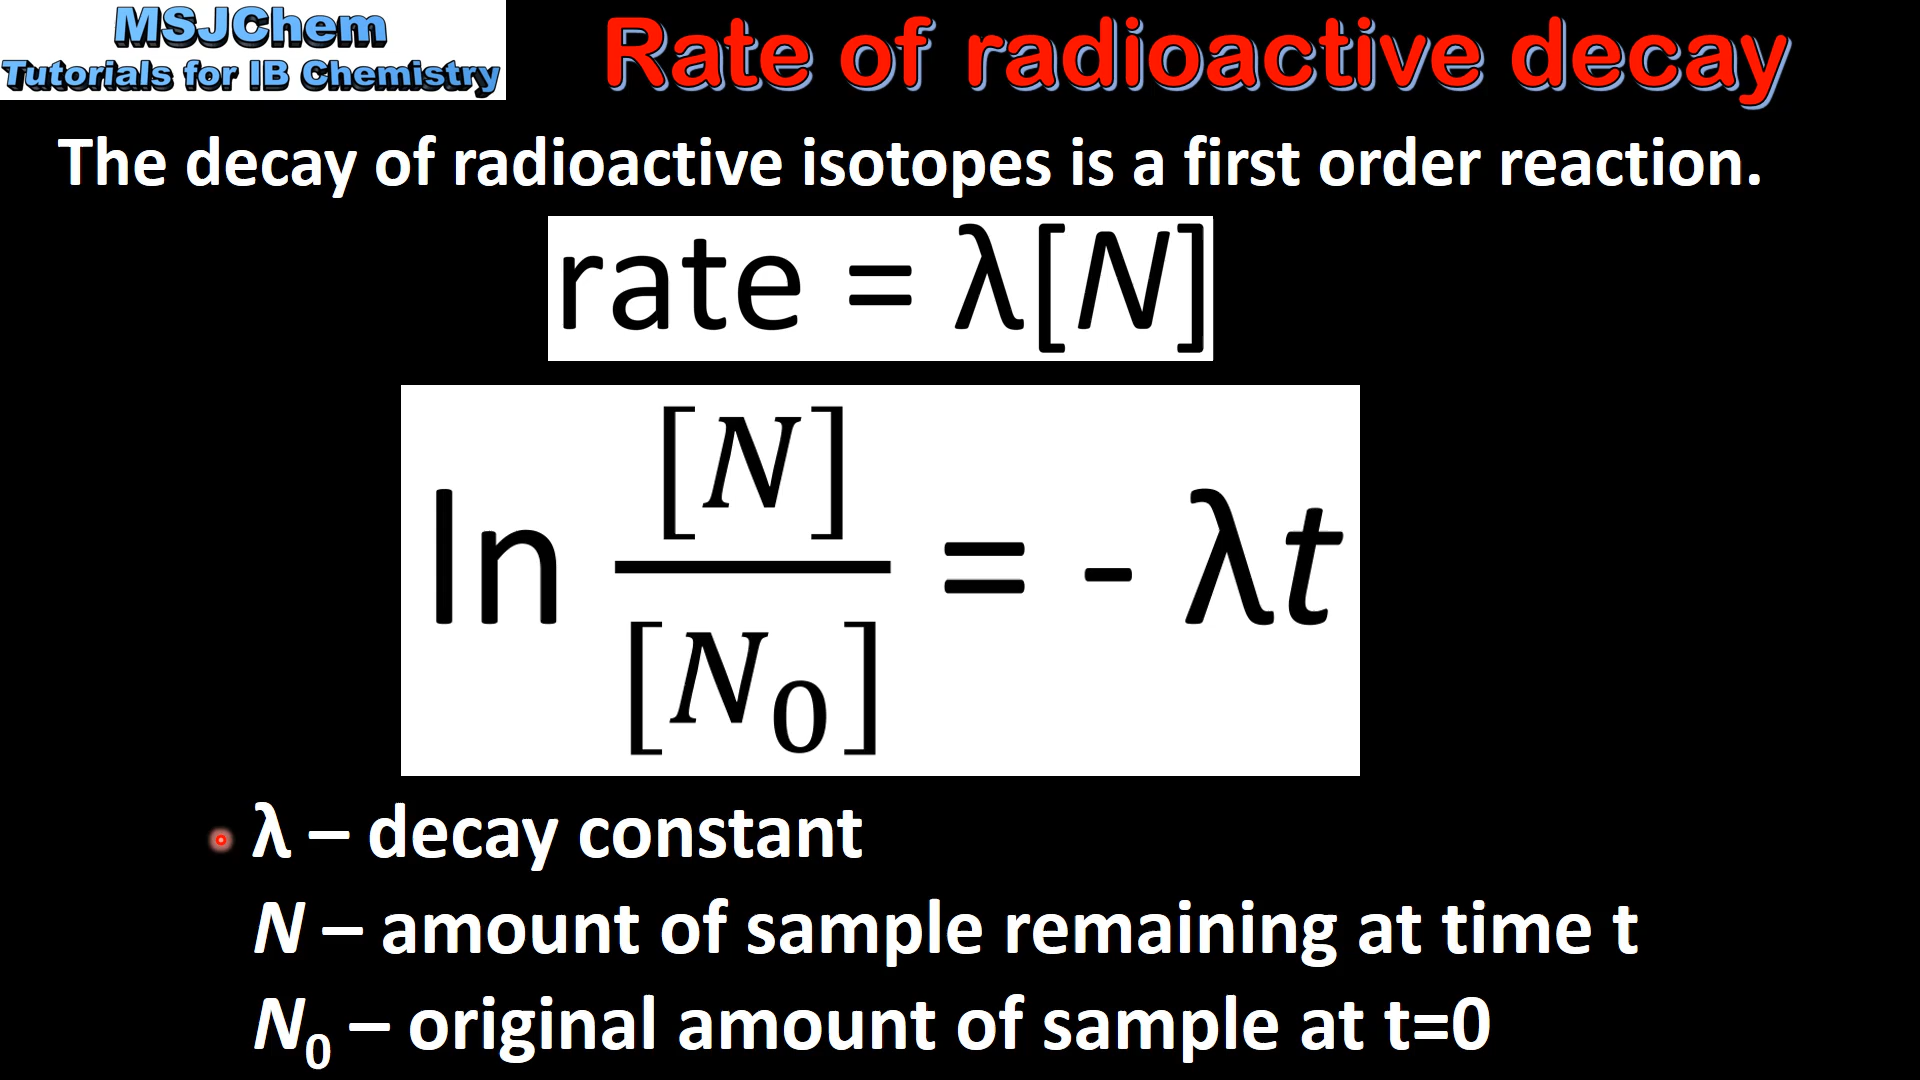 MSJChem
Tutorials for IB Chemistry
Rate of radioactive decay
The decay of radioactive isotopes is a first order reaction.
rate = λ[N]
ln [N]/[N₀] = - λt
λ – decay constant
N – amount of sample remaining at time t
N₀ – original amount of sample at t=0